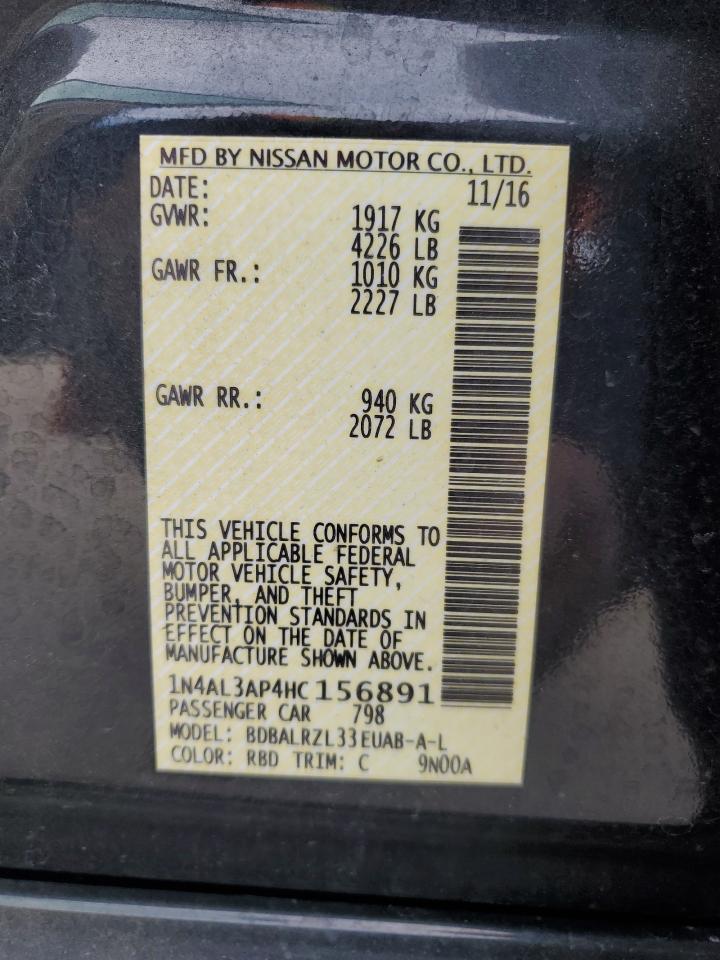 MFD BY NISSAN MOTOR CO., LTD.
DATE: 11/16
GVWR: 1917 KG
4226 LB
GAWR FR.: 1010 KG
2227 LB
GAWR RR.: 940 KG
2072 LB
THIS VEHICLE CONFORMS TO
ALL APPLICABLE FEDERAL
MOTOR VEHICLE SAFETY,
BUMPER, AND THEFT
PREVENTION STANDARDS IN
EFFECT ON THE DATE OF
MANUFACTURE SHOWN ABOVE.
1N4AL3AP4HC156891
PASSENGER CAR 798
MODEL: BDBALRZL33EUAB-A-L
COLOR: RBD TRIM: C 9N00A